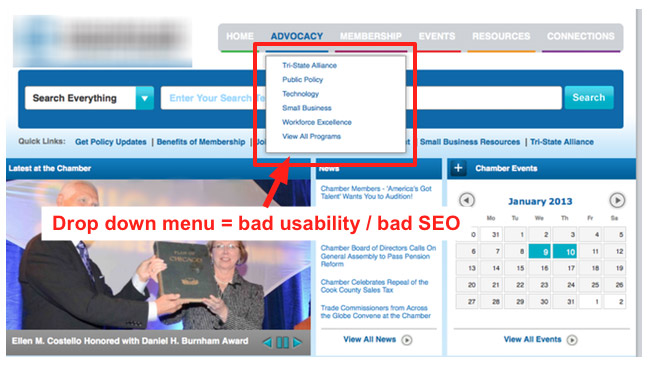 HOME ADVOCACY MEMBERSHIP EVENTS RESOURCES CONNECTIONS
Tri-State Alliance
Public Policy
Technology
Small Business
Workforce Excellence
View All Programs
Search Everything Enter Your Search Search
Quick Links: Get Policy Updates | Benefits of Membership | Small Business Resources | Tri-State Alliance
Latest at the Chamber
News
Chamber Members - 'America's Got
Talent' Wants You to Audition!
Drop down menu = bad usability / bad SEO
Chamber Board of Directors Calls On
General Assembly to Pass Pension
Reform
Chamber Celebrates Repeal of the
Cook County Sales Tax
Trade Commissioners from Across
the Globe Convene at the Chamber
View All News
+ Chamber Events
January 2013
Mo Tu We Th Fr Sa
31 1 2 3 4 5
6 7 8 9 10 11 12
13 14 15 16 17 18 19
20 21 22 23 24 25 26
27 28 29 30 31 1 2
View All Events
Ellen M. Costello Honored with Daniel H. Burnham Award